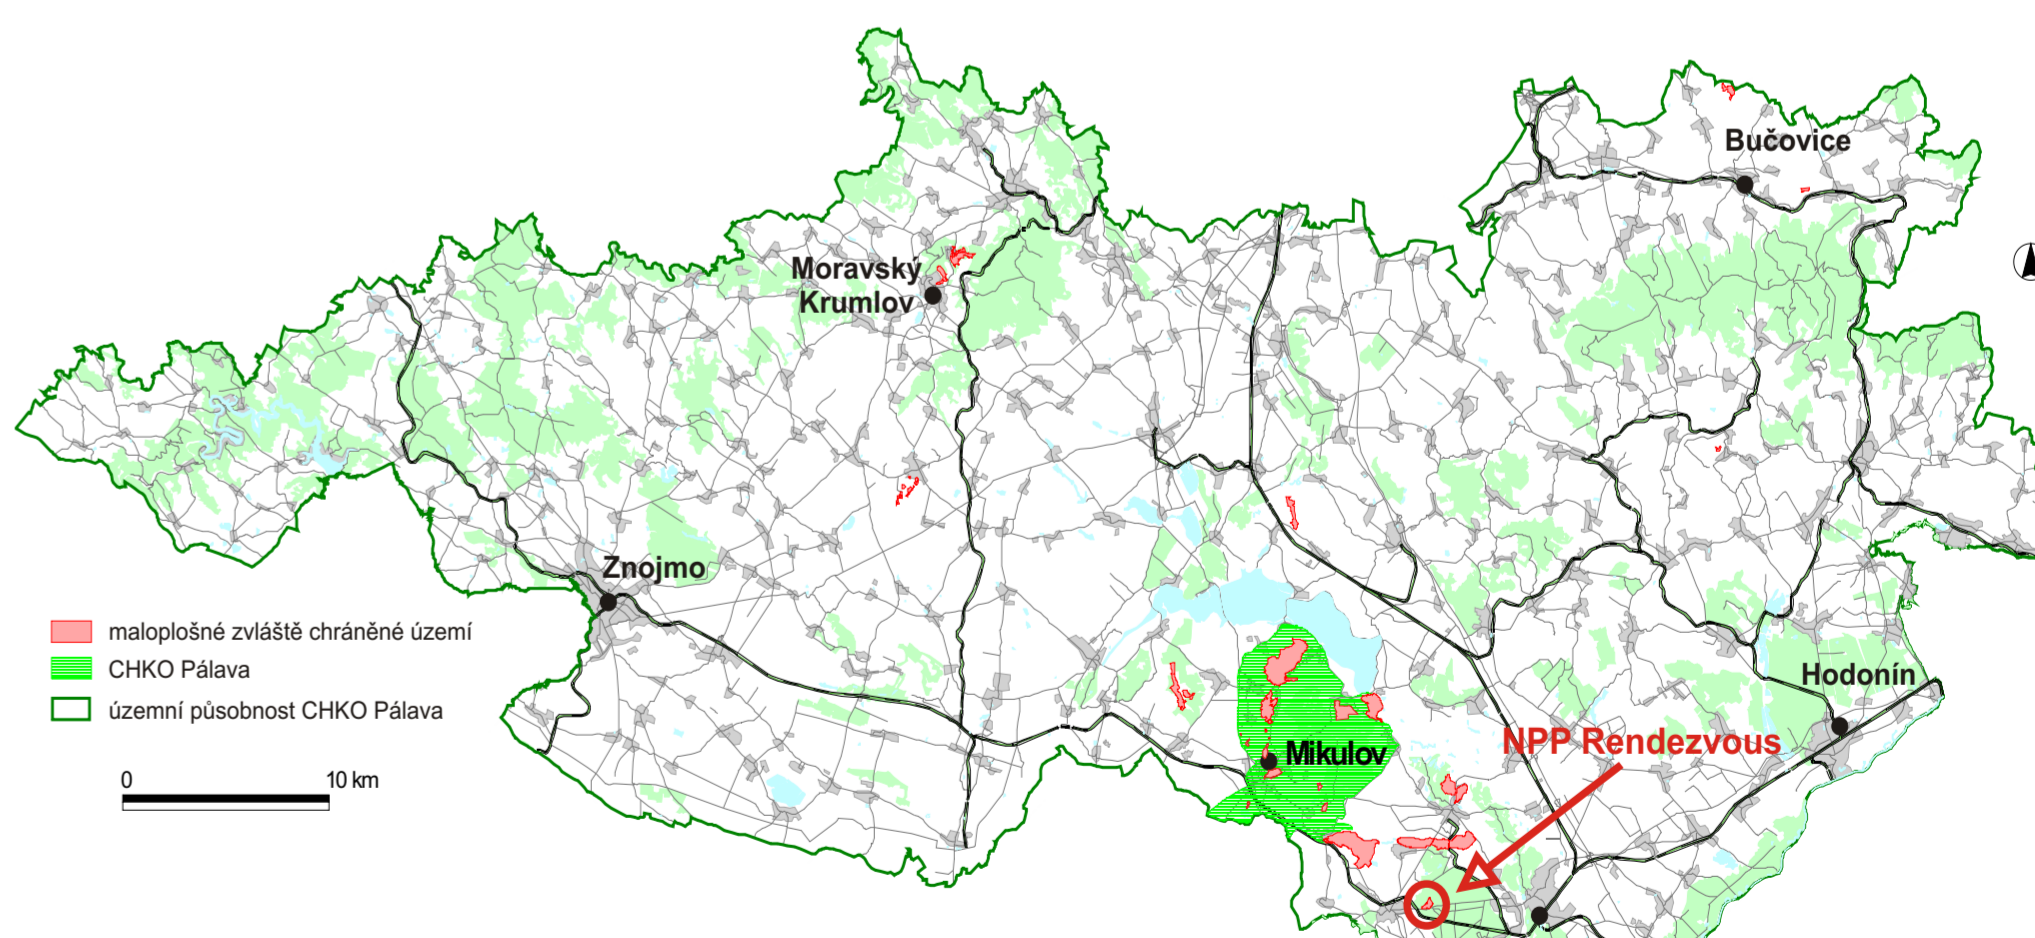 Bučovice
Moravský
Krumlov
Znojmo
maloplošné zvláště chráněné území
CHKO Pálava
územní působnost CHKO Pálava
0 10 km
Hodonín
NPP Rendezvous
Mikulov